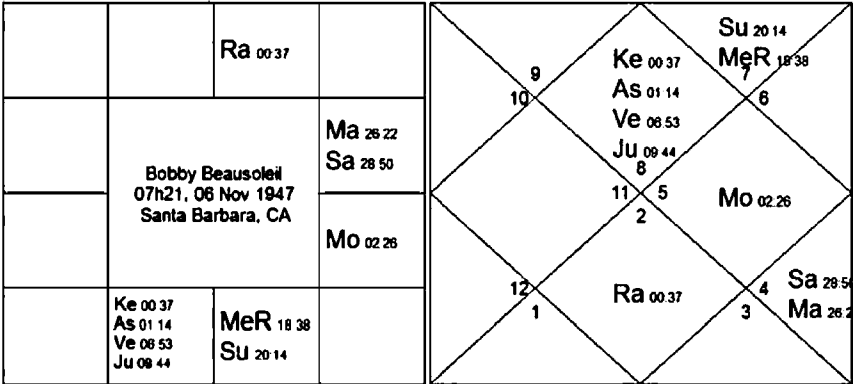 Ra 00:37
Ma 26 22
Sa 28 50
Bobby Beausoleil
07h21, 06 Nov 1947
Santa Barbara, CA
Mo 02 26
Ke 00 37
As 01 14
Ve 06 53
Ju 09 44
MeR 18 38
Su 20 14
Su 20 14
MeR 18 38
7
6
Ke 00 37
As 01 14
Ve 06 53
Ju 09 44
8
9
10
11
5
2
Mo 02.26
12
1
Ra 00:37
4
3
Sa 28:50
Ma 26:2